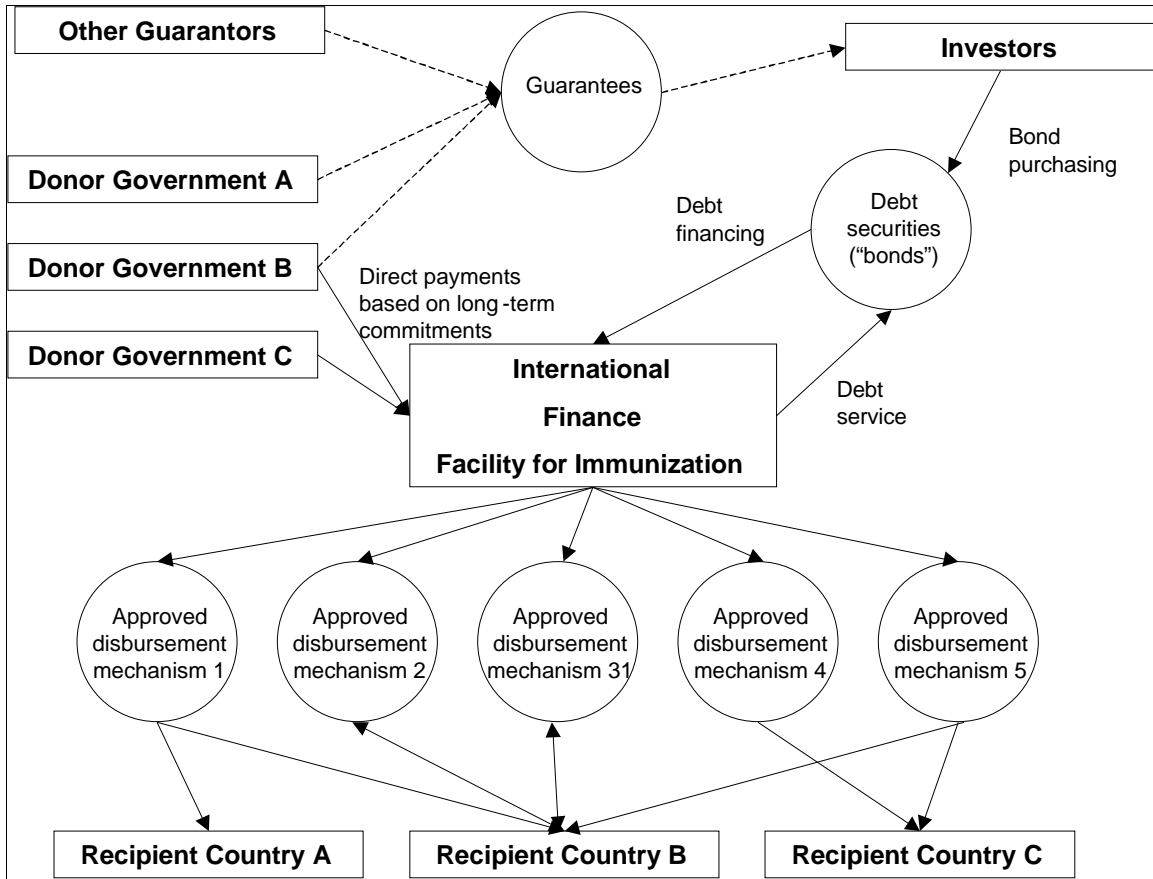 Other Guarantors
Guarantees
Investors
Bond
purchasing
Donor Government A
Debt
securities
(“bonds”)
Debt
financing
Donor Government B
Direct payments
based on long-term
commitments
Donor Government C
International
Finance
Facility for Immunization
Debt
service
Approved
disbursement
mechanism 1
Approved
disbursement
mechanism 2
Approved
disbursement
mechanism 31
Approved
disbursement
mechanism 4
Approved
disbursement
mechanism 5
Recipient Country A
Recipient Country B
Recipient Country C